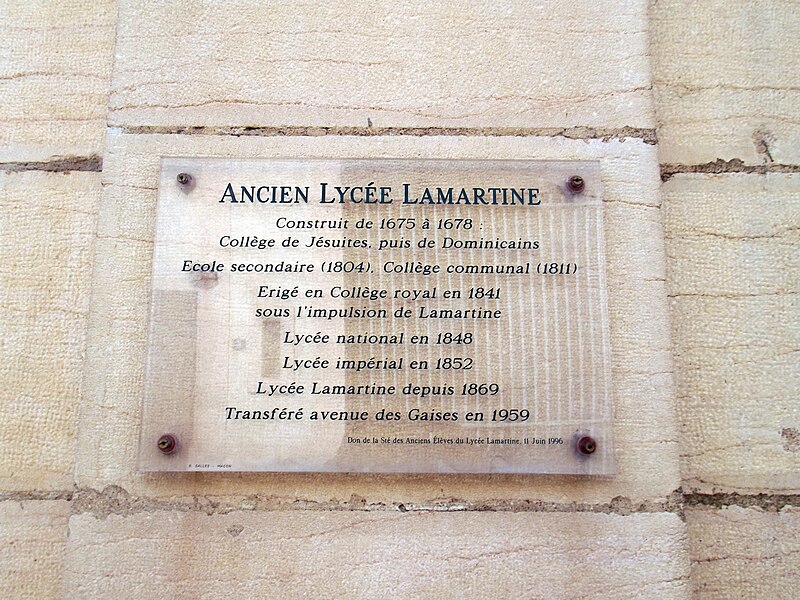 ANCIEN LYCÉE LAMARTINE
Construit de 1675 à 1678 :
Collège de Jésuites, puis de Dominicains
Ecole secondaire (1804), Collège communal (1811)
Erigé en Collège royal en 1841
sous l'impulsion de Lamartine
Lycée national en 1848
Lycée impérial en 1852
Lycée Lamartine depuis 1869
Transféré avenue des Gaises en 1959
Don de la Sté des Anciens Élèves du Lycée Lamartine, 11 Juin 1996
SALLES - MACON